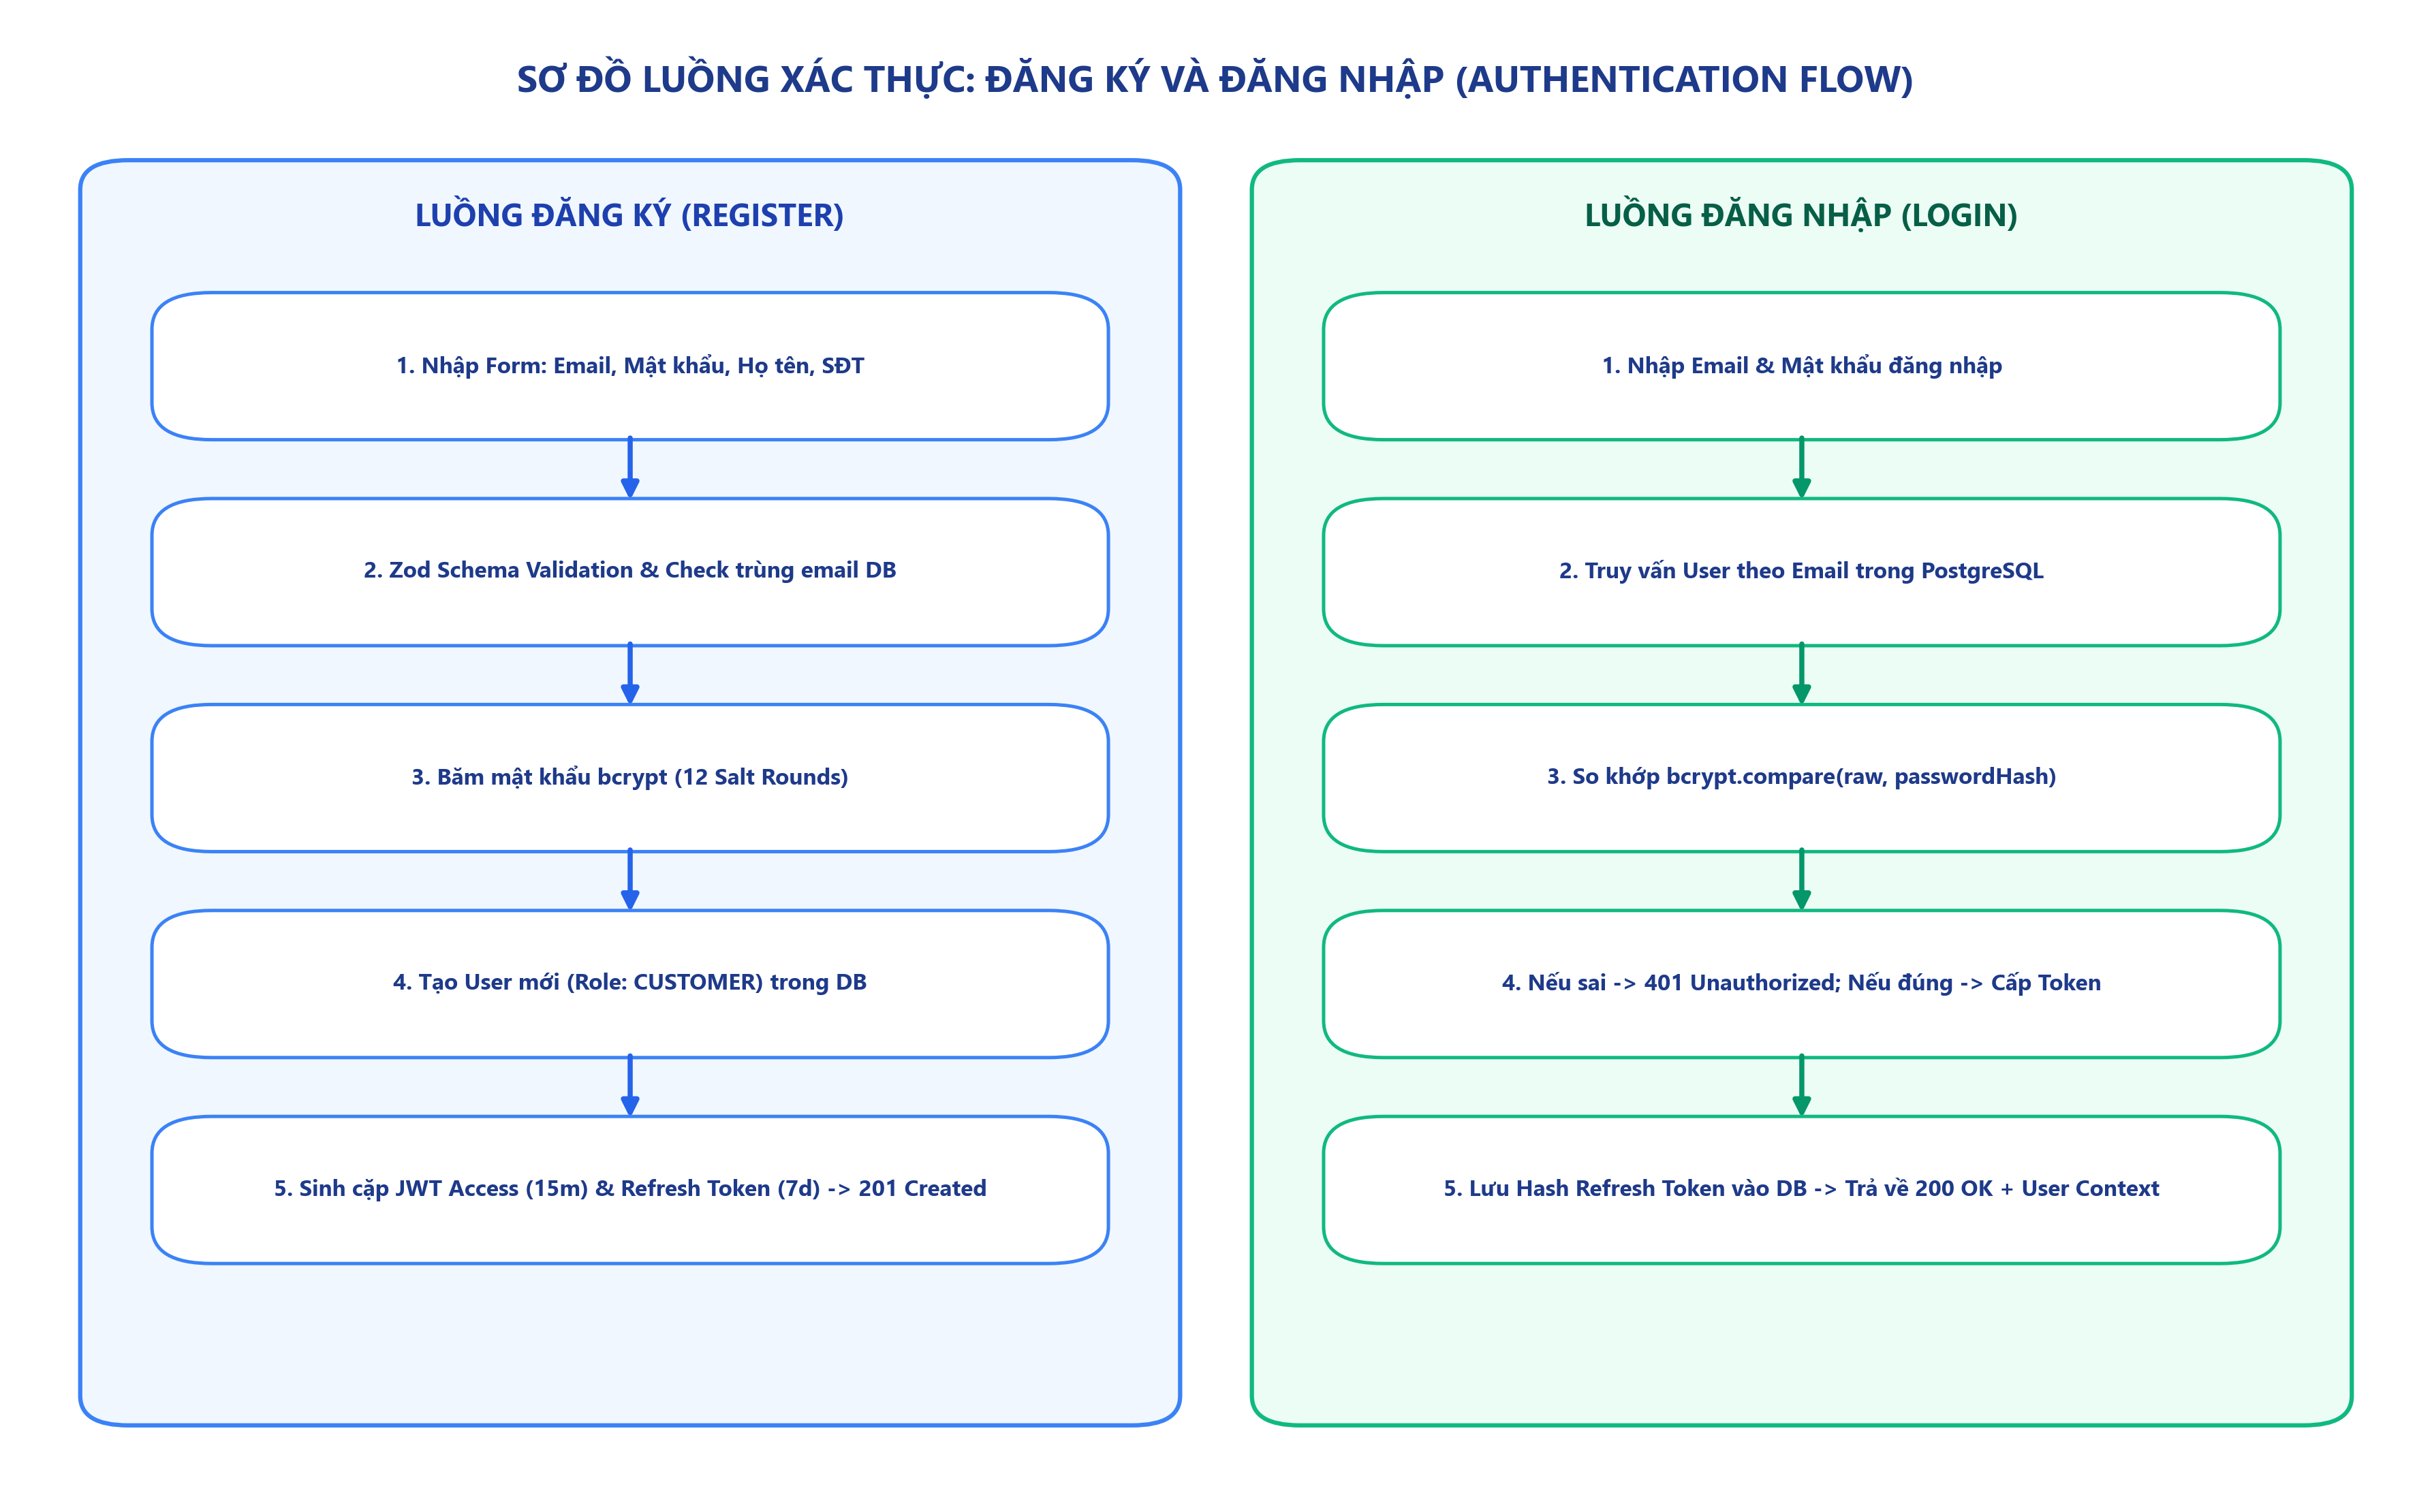 SƠ ĐỒ LUỒNG XÁC THỰC: ĐĂNG KÝ VÀ ĐĂNG NHẬP (AUTHENTICATION FLOW)
LUỒNG ĐĂNG KÝ (REGISTER)
1. Nhập Form: Email, Mật khẩu, Họ tên, SĐT
2. Zod Schema Validation & Check trùng email DB
3. Băm mật khẩu bcrypt (12 Salt Rounds)
4. Tạo User mới (Role: CUSTOMER) trong DB
5. Sinh cặp JWT Access (15m) & Refresh Token (7d) -> 201 Created
LUỒNG ĐĂNG NHẬP (LOGIN)
1. Nhập Email & Mật khẩu đăng nhập
2. Truy vấn User theo Email trong PostgreSQL
3. So khớp bcrypt.compare(raw, passwordHash)
4. Nếu sai -> 401 Unauthorized; Nếu đúng -> Cấp Token
5. Lưu Hash Refresh Token vào DB -> Trả về 200 OK + User Context